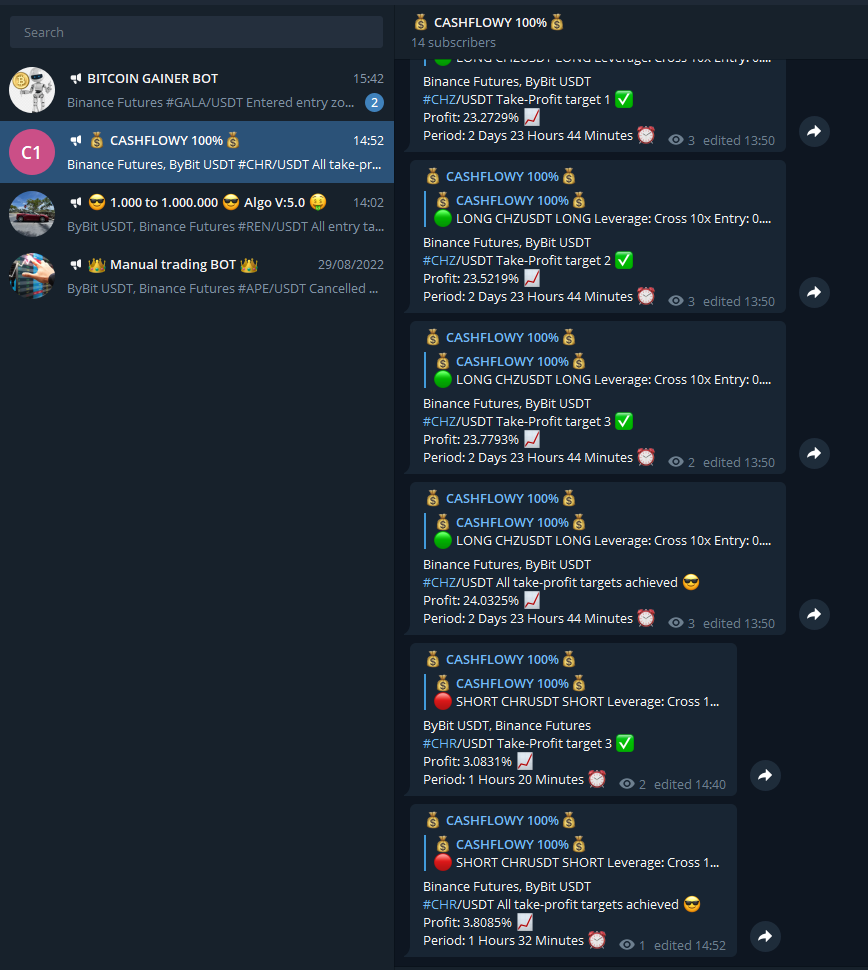 Search
BITCOIN GAINER BOT 15:42
Binance Futures #GALA/USDT Entered entry zo... 2
C1
💰 CASHFLOWY 100%💰 14:52
Binance Futures, ByBit USDT #CHR/USDT All take-pr...
😎 1.000 to 1.000.000 😎 Algo V:5.0 🤑 14:02
ByBit USDT, Binance Futures #REN/USDT All entry ta...
👑 Manual trading BOT 👑 29/08/2022
ByBit USDT, Binance Futures #APE/USDT Cancelled ...
💰 CASHFLOWY 100%💰
14 subscribers
🟢 LONG CHZUSDT LONG Leverage: Cross 10x Entry: 0....
Binance Futures, ByBit USDT
#CHZ/USDT Take-Profit target 1 ✅
Profit: 23.2729% 📈
Period: 2 Days 23 Hours 44 Minutes ⏰ 3 edited 13:50
💰 CASHFLOWY 100%💰
💰 CASHFLOWY 100%💰
🟢 LONG CHZUSDT LONG Leverage: Cross 10x Entry: 0....
Binance Futures, ByBit USDT
#CHZ/USDT Take-Profit target 2 ✅
Profit: 23.5219% 📈
Period: 2 Days 23 Hours 44 Minutes ⏰ 3 edited 13:50
💰 CASHFLOWY 100%💰
💰 CASHFLOWY 100%💰
🟢 LONG CHZUSDT LONG Leverage: Cross 10x Entry: 0....
Binance Futures, ByBit USDT
#CHZ/USDT Take-Profit target 3 ✅
Profit: 23.7793% 📈
Period: 2 Days 23 Hours 44 Minutes ⏰ 2 edited 13:50
💰 CASHFLOWY 100%💰
💰 CASHFLOWY 100%💰
🟢 LONG CHZUSDT LONG Leverage: Cross 10x Entry: 0....
Binance Futures, ByBit USDT
#CHZ/USDT All take-profit targets achieved 😎
Profit: 24.0325% 📈
Period: 2 Days 23 Hours 44 Minutes ⏰ 3 edited 13:50
💰 CASHFLOWY 100%💰
💰 CASHFLOWY 100%💰
🔴 SHORT CHRUSDT SHORT Leverage: Cross 1...
ByBit USDT, Binance Futures
#CHR/USDT Take-Profit target 3 ✅
Profit: 3.0831% 📈
Period: 1 Hours 20 Minutes ⏰ 2 edited 14:40
💰 CASHFLOWY 100%💰
💰 CASHFLOWY 100%💰
🔴 SHORT CHRUSDT SHORT Leverage: Cross 1...
Binance Futures, ByBit USDT
#CHR/USDT All take-profit targets achieved 😎
Profit: 3.8085% 📈
Period: 1 Hours 32 Minutes ⏰ 1 edited 14:52